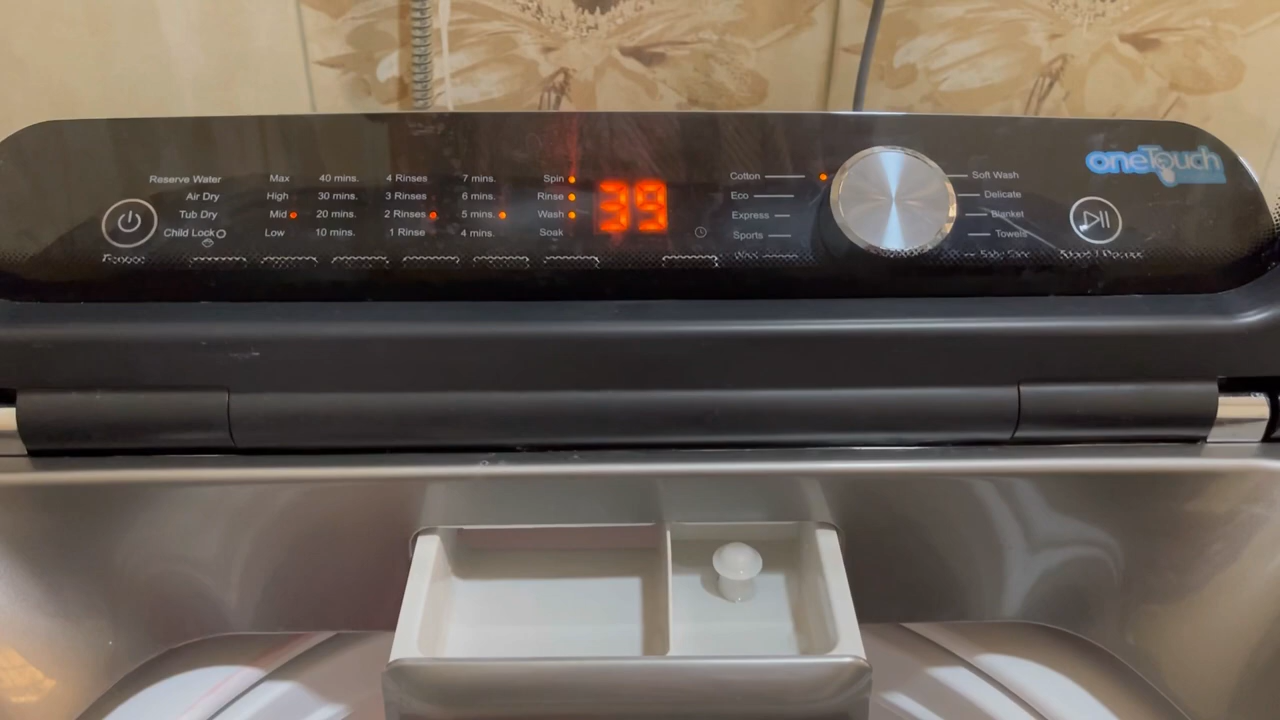 Reserve Water
Air Dry
Tub Dry
Child Lock
Max
High
Mid
Low
40 mins.
30 mins.
20 mins.
10 mins.
4 Rinses
3 Rinses
2 Rinses
1 Rinse
7 mins.
6 mins.
5 mins.
4 mins.
Spin
Rinse
Wash
Soak
39
Cotton
Eco
Express
Sports
Soft Wash
Delicate
Blanket
Towels
oneTouch
Start / Pause